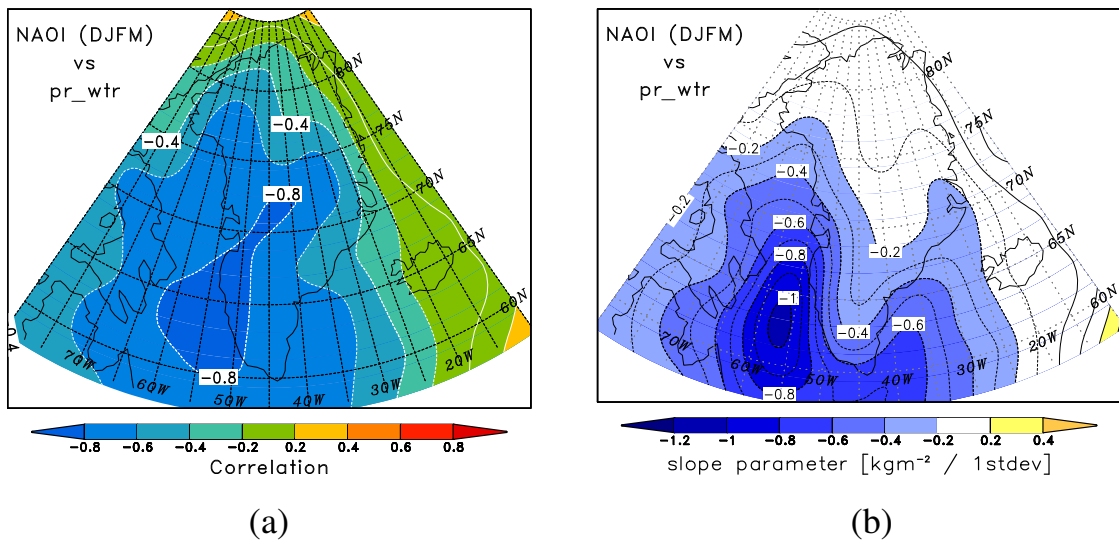 NAOI (DJFM)
vs
pr_wtr
80N
75N
70N
65N
60N
-0.4
-0.4
-0.8
-0.8
0.4
70W
60W
50W
40W
30W
20W
-0.8 -0.6 -0.4 -0.2 0.2 0.4 0.6 0.8
Correlation
(a)
NAOI (DJFM)
vs
pr_wtr
80N
75N
70N
65N
60N
-0.2
-0.4
-0.2
-0.6
-0.8
-0.2
-1
-0.4
-0.6
-0.8
70W
60W
50W
40W
30W
20W
-1.2 -1 -0.8 -0.6 -0.4 -0.2 0.2 0.4
slope parameter [kgm⁻² / 1stdev]
(b)